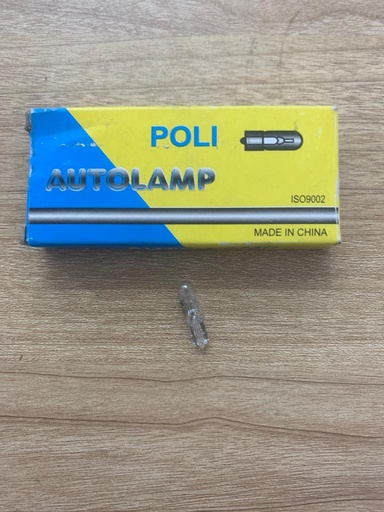 POLI
AUTOLAMP
ISO9002
MADE IN CHINA